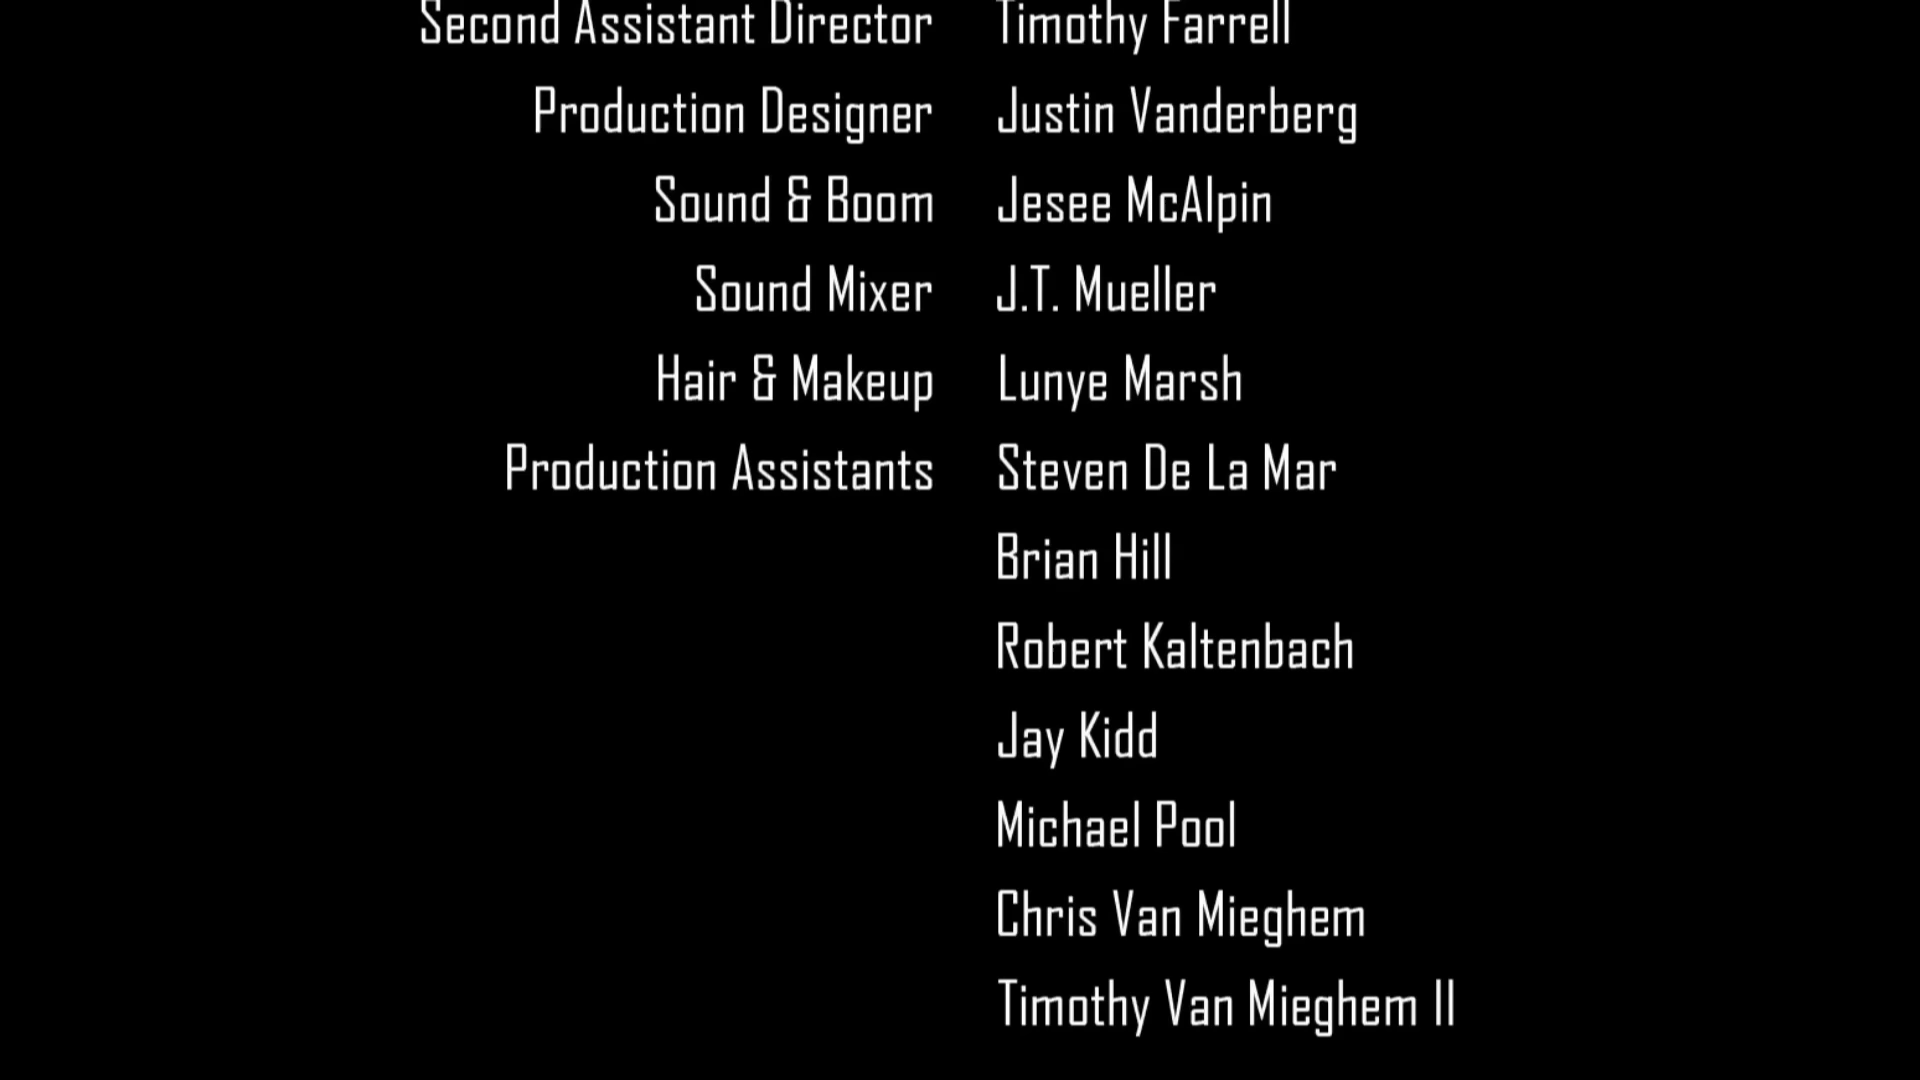 Second Assistant Director Timothy Farrell
Production Designer Justin Vanderberg
Sound & Boom Jesee McAlpin
Sound Mixer J.T. Mueller
Hair & Makeup Lunye Marsh
Production Assistants Steven De La Mar
Brian Hill
Robert Kaltenbach
Jay Kidd
Michael Pool
Chris Van Mieghem
Timothy Van Mieghem II